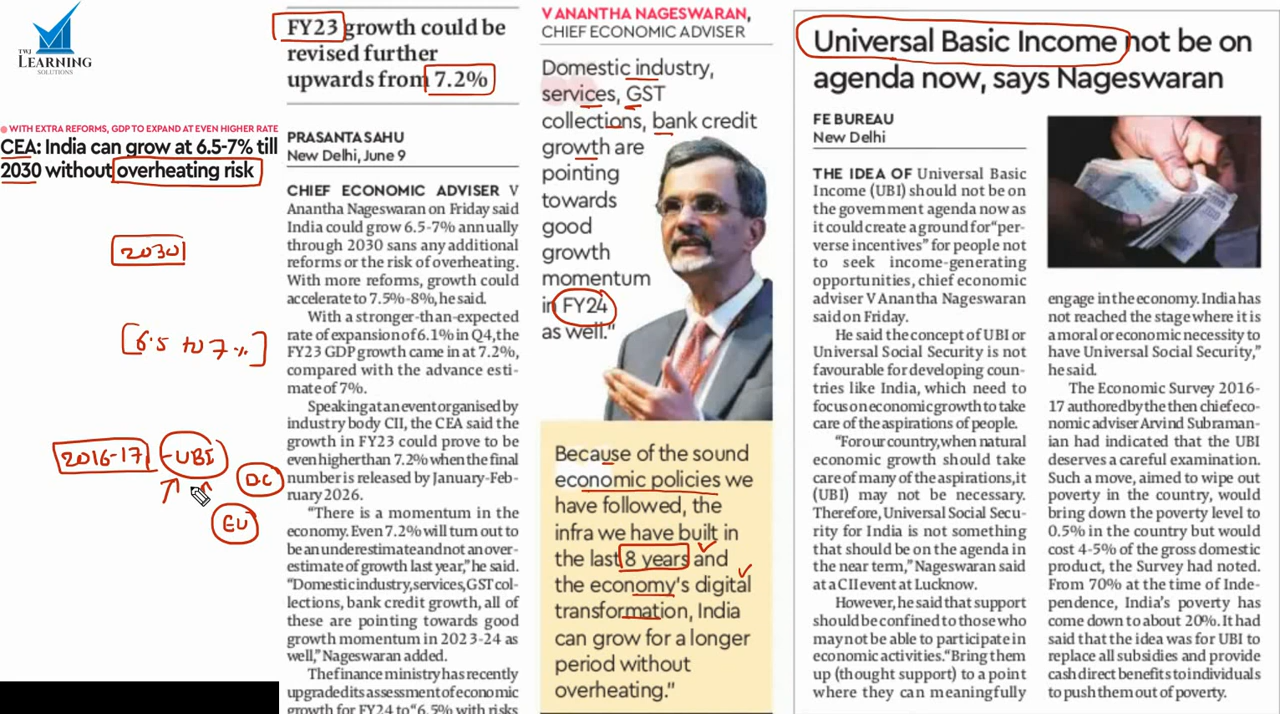 TWJ
LEARNING
SOLUTIONS
WITH EXTRA REFORMS, GDP TO EXPAND AT EVEN HIGHER RATE
CEA: India can grow at 6.5-7% till
2030 without overheating risk
2030
[6.5 to 7%]
2016-17 - UBI
DC
EU
FY23 growth could be
revised further
upwards from 7.2%
PRASANTA SAHU
New Delhi, June 9
CHIEF ECONOMIC ADVISER V
Anantha Nageswaran on Friday said
India could grow 6.5-7% annually
through 2030 sans any additional
reforms or the risk of overheating.
With more reforms, growth could
accelerate to 7.5%-8%, he said.
With a stronger-than-expected
rate of expansion of 6.1% in Q4, the
FY23 GDP growth came in at 7.2%,
compared with the advance esti-
mate of 7%.
Speaking at an event organised by
industry body CII, the CEA said the
growth in FY23 could prove to be
even higher than 7.2% when the final
number is released by January-Feb-
ruary 2026.
"There is a momentum in the
economy. Even 7.2% will turn out to
be an underestimate and not an over-
estimate of growth last year," he said.
"Domestic industry, services, GST col-
lections, bank credit growth, all of
these are pointing towards good
growth momentum in 2023-24 as
well," Nageswaran added.
The finance ministry has recently
upgraded its assessment of economic
growth for FY24 to "6.5% with risks
V ANANTHA NAGESWARAN,
CHIEF ECONOMIC ADVISER
Domestic industry,
services, GST
collections, bank credit
growth are
pointing
towards
good
growth
momentum
in FY24
as well."
Because of the sound
economic policies we
have followed, the
infra we have built in
the last 8 years and
the economy's digital
transformation, India
can grow for a longer
period without
overheating."
Universal Basic Income not be on
agenda now, says Nageswaran
FE BUREAU
New Delhi
THE IDEA OF Universal Basic
Income (UBI) should not be on
the government agenda now as
it could create a ground for "per-
verse incentives" for people not
to seek income-generating
opportunities, chief economic
adviser V Anantha Nageswaran
said on Friday.
He said the concept of UBI or
Universal Social Security is not
favourable for developing coun-
tries like India, which need to
focus on economic growth to take
care of the aspirations of people.
"For our country, when natural
economic growth should take
care of many of the aspirations, it
(UBI) may not be necessary.
Therefore, Universal Social Secu-
rity for India is not something
that should be on the agenda in
the near term," Nageswaran said
at a CII event at Lucknow.
However, he said that support
should be confined to those who
may not be able to participate in
economic activities. "Bring them
up (thought support) to a point
where they can meaningfully
engage in the economy. India has
not reached the stage where it is
a moral or economic necessity to
have Universal Social Security,"
he said.
The Economic Survey 2016-
17 authored by the then chief eco-
nomic adviser Arvind Subraman-
ian had indicated that the UBI
deserves a careful examination.
Such a move, aimed to wipe out
poverty in the country, would
bring down the poverty level to
0.5% in the country but would
cost 4-5% of the gross domestic
product, the Survey had noted.
From 70% at the time of Inde-
pendence, India's poverty has
come down to about 20%. It had
said that the idea was for UBI to
replace all subsidies and provide
cash direct benefits to individuals
to push them out of poverty.